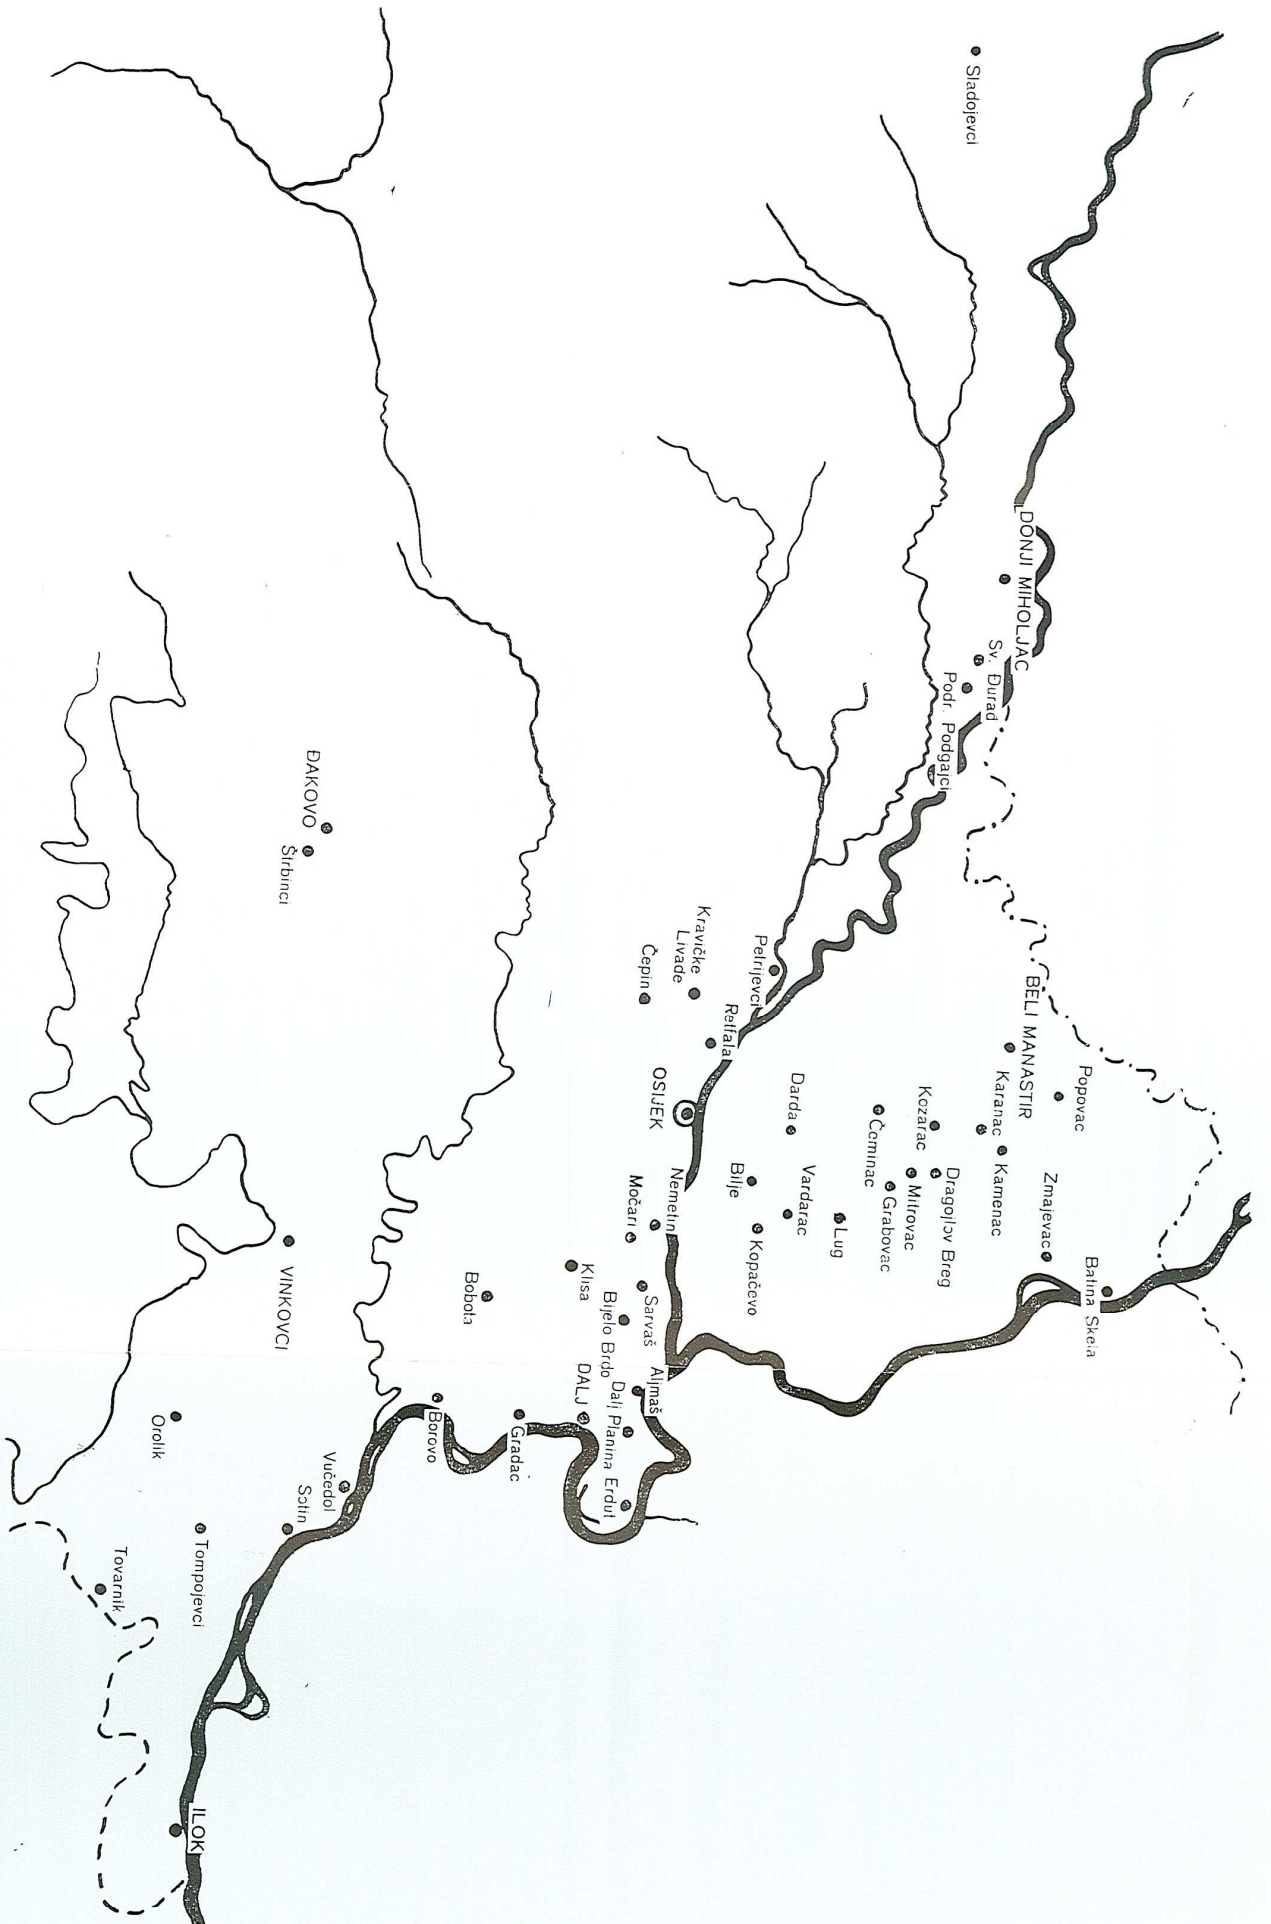 Sladojevci
DONJI MIHOLJAC
Sv. Đurađ
Podr. Podgajci
BELI MANASTIR
Popovac
Karanac
Kamenac
Zmajevac
Batina Skela
Kozarac
Dragojlov Breg
Mitrovac
Čeminac
Grabovac
Darda
Vardarac
Lug
Bilje
Kopačevo
Petrijevci
Kravičke
Livade
Čepin
Retfala
OSIJEK
Nemetin
Močari
Sarvaš
Klisa
Bijelo Brdo
Aljmaš
Dalj Planina
Erdut
DALJ
Bobota
Gradac
Borovo
ĐAKOVO
Štrbinci
VINKOVCI
Vučedol
Sotin
Orolik
Tompojevci
Tovarnik
ILOK